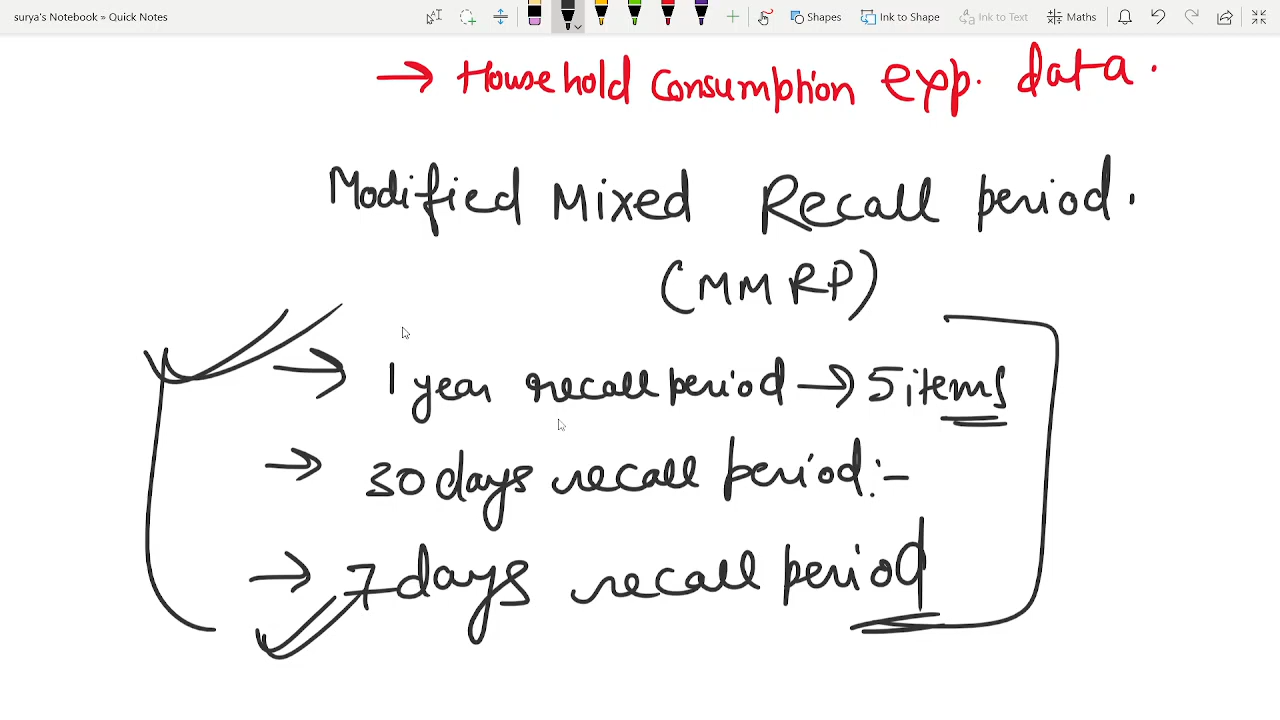 surya's Notebook » Quick Notes Shapes Ink to Shape Ink to Text Maths
→ Household Consumption exp. data.
Modified Mixed Recall period.
(MMRP)
→ 1 year recall period → 5 items
→ 30 days recall period :-
→ 7 days recall period